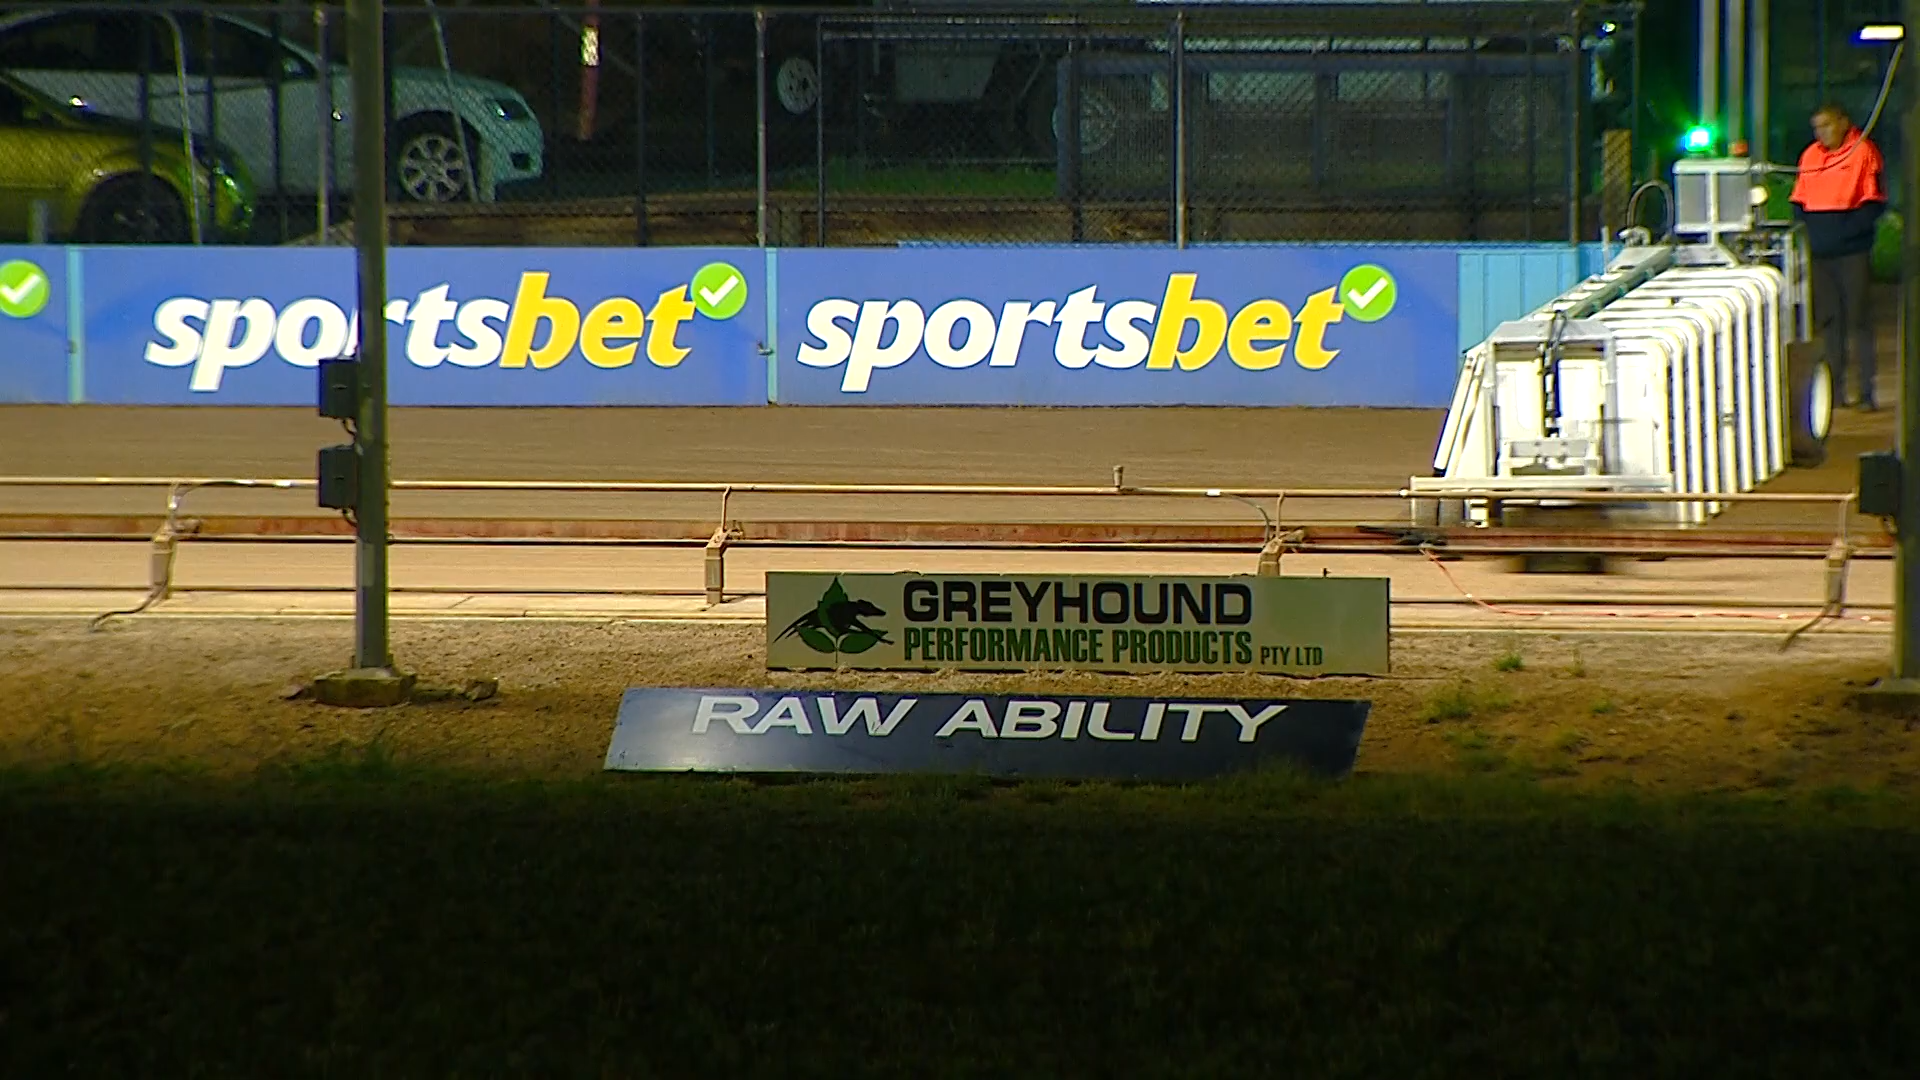 sportsbet
sportsbet
GREYHOUND
PERFORMANCE PRODUCTS PTY LTD
RAW ABILITY